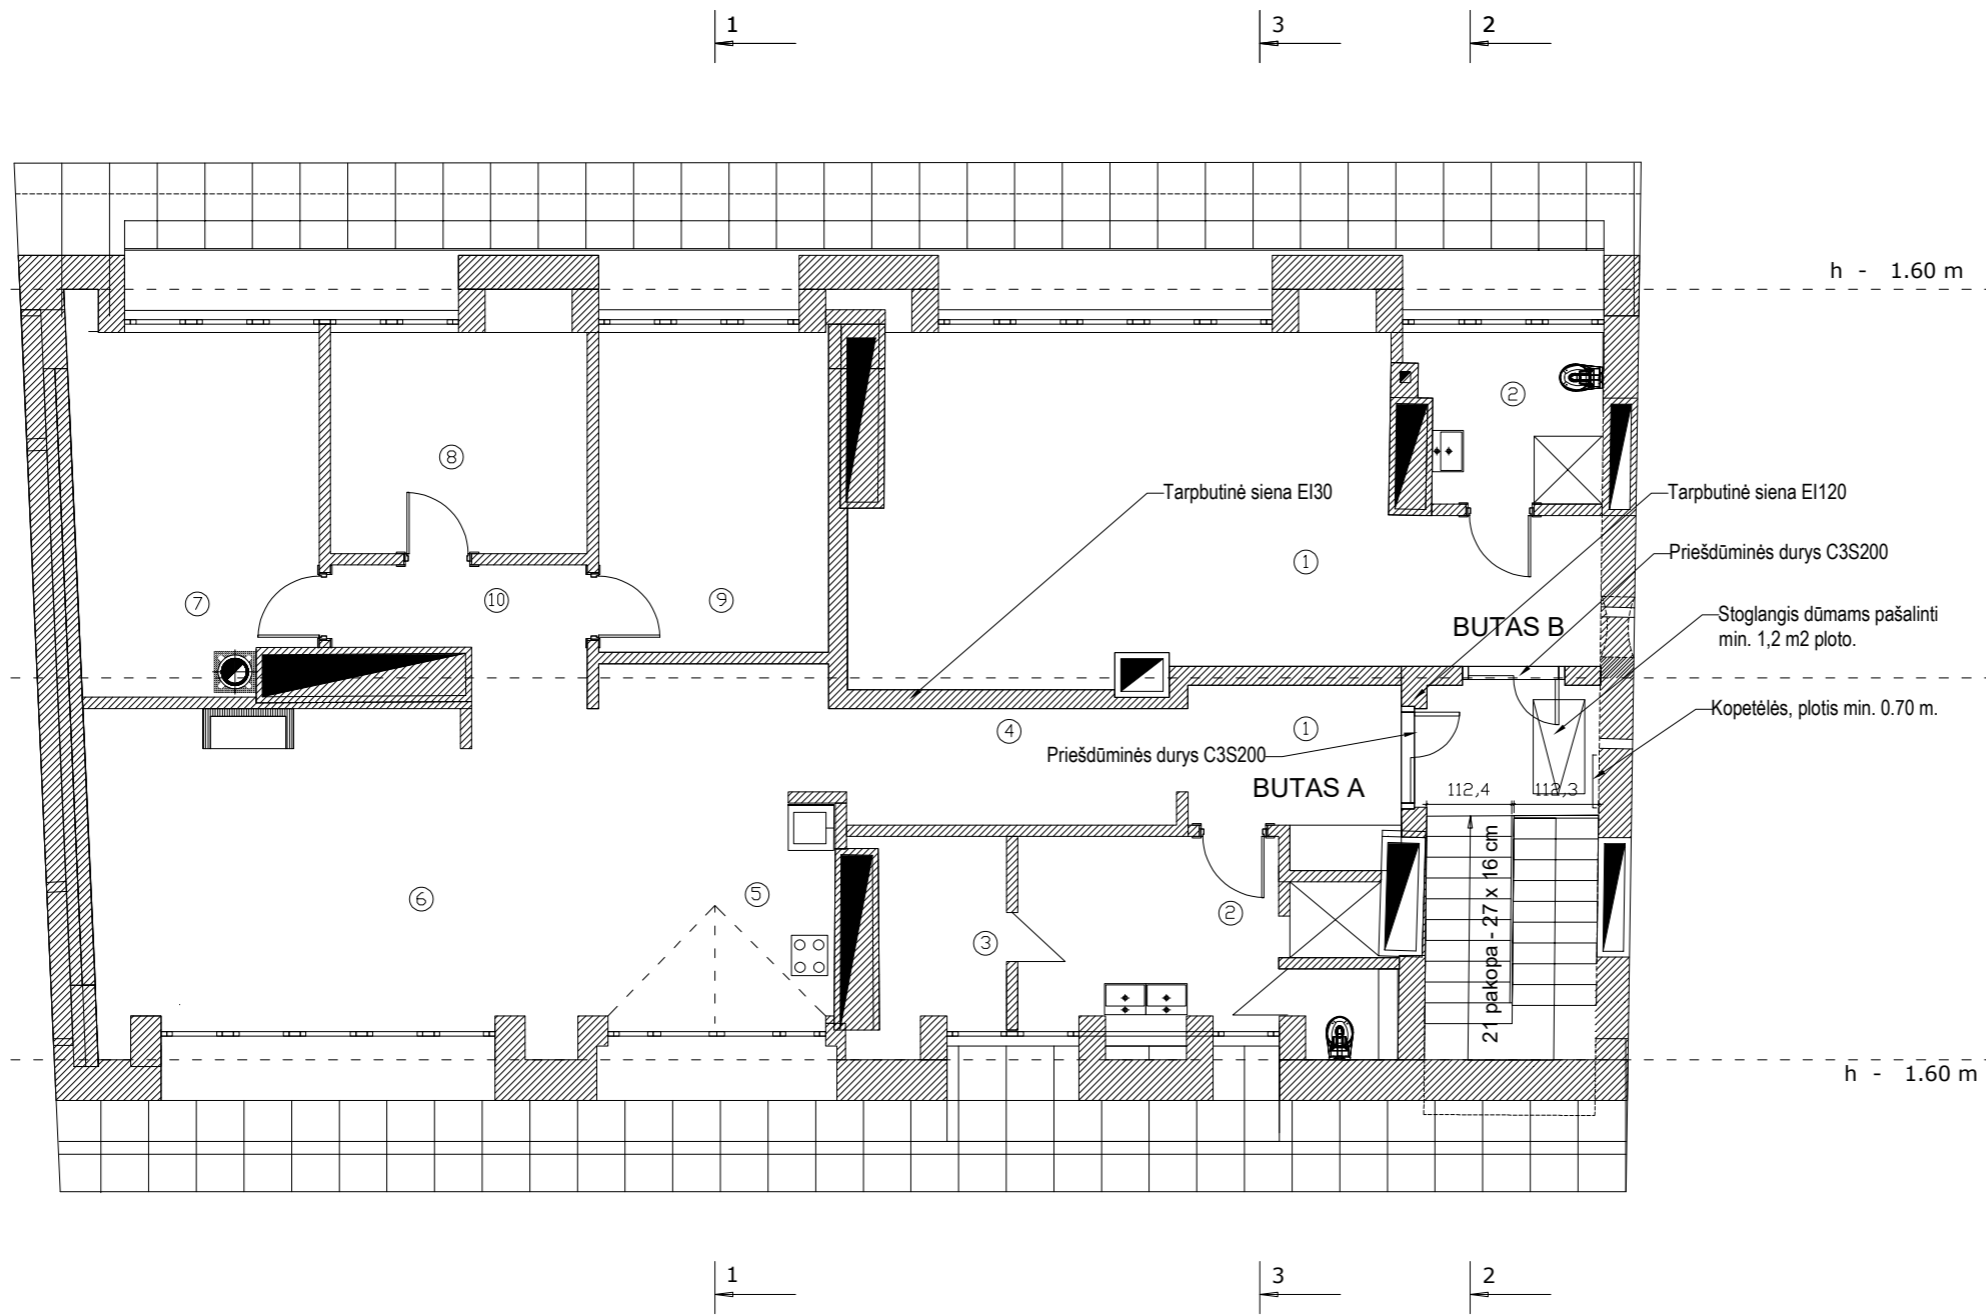 1
3
2
h - 1.60 m
2
8
Tarpbutinė siena EI30
Tarpbutinė siena EI120
1
Priešdūminės durys C3S200
7
10
9
BUTAS B
Stoglangis dūmams pašalinti
min. 1,2 m2 ploto.
4
1
Kopetėlės, plotis min. 0.70 m.
Priešdūminės durys C3S200
BUTAS A
112,4
112,3
6
5
2
3
21 pakopa - 27 x 16 cm
h - 1.60 m
1
3
2